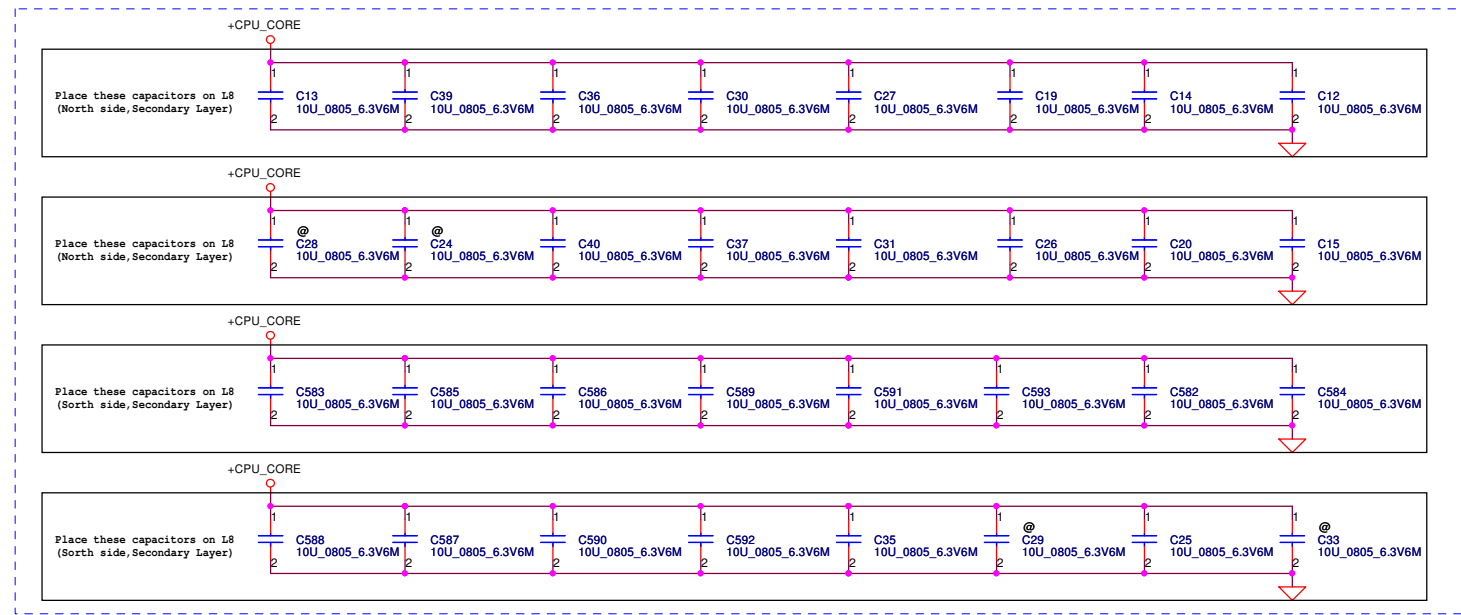 +CPU_CORE
Place these capacitors on L8
(North side,Secondary Layer)
1 1 1 1 1 1 1 1
C13 C39 C36 C30 C27 C19 C14 C12
10U_0805_6.3V6M 10U_0805_6.3V6M 10U_0805_6.3V6M 10U_0805_6.3V6M 10U_0805_6.3V6M 10U_0805_6.3V6M 10U_0805_6.3V6M 10U_0805_6.3V6M
2 2 2 2 2 2 2 2
+CPU_CORE
Place these capacitors on L8
(North side,Secondary Layer)
1 1 1 1 1 1 1 1
@ @
C28 C24 C40 C37 C31 C26 C20 C15
10U_0805_6.3V6M 10U_0805_6.3V6M 10U_0805_6.3V6M 10U_0805_6.3V6M 10U_0805_6.3V6M 10U_0805_6.3V6M 10U_0805_6.3V6M 10U_0805_6.3V6M
2 2 2 2 2 2 2 2
+CPU_CORE
Place these capacitors on L8
(Sorth side,Secondary Layer)
1 1 1 1 1 1 1 1
C583 C585 C586 C589 C591 C593 C582 C584
10U_0805_6.3V6M 10U_0805_6.3V6M 10U_0805_6.3V6M 10U_0805_6.3V6M 10U_0805_6.3V6M 10U_0805_6.3V6M 10U_0805_6.3V6M 10U_0805_6.3V6M
2 2 2 2 2 2 2 2
+CPU_CORE
Place these capacitors on L8
(Sorth side,Secondary Layer)
1 1 1 1 1 1 1 1
@ @
C588 C587 C590 C592 C35 C29 C25 C33
10U_0805_6.3V6M 10U_0805_6.3V6M 10U_0805_6.3V6M 10U_0805_6.3V6M 10U_0805_6.3V6M 10U_0805_6.3V6M 10U_0805_6.3V6M 10U_0805_6.3V6M
2 2 2 2 2 2 2 2